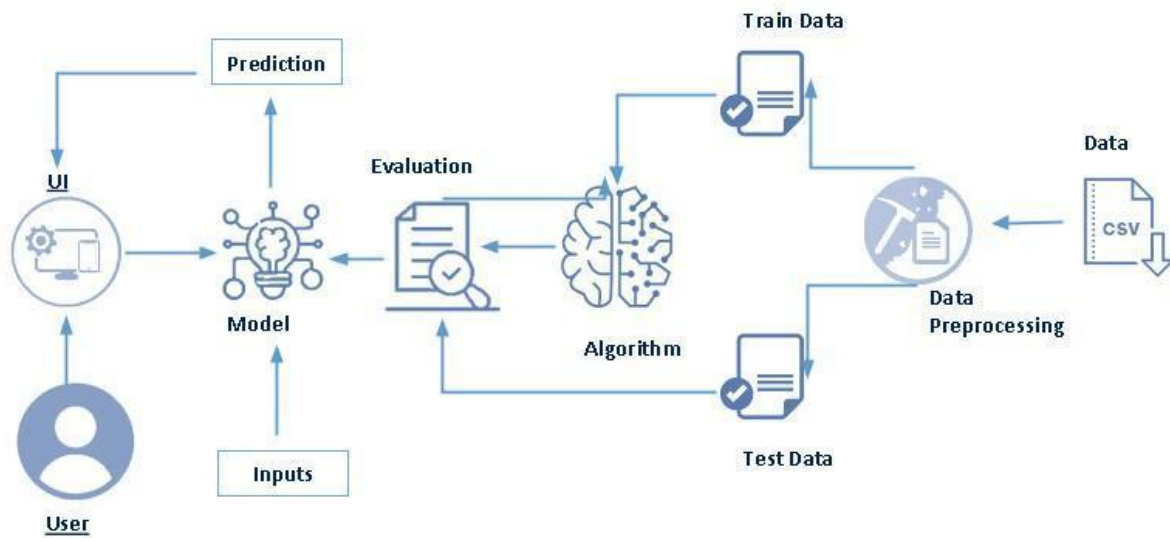 Train Data
Prediction
Evaluation
Data
UI
CSV
Model
Algorithm
Data
Preprocessing
Inputs
Test Data
User